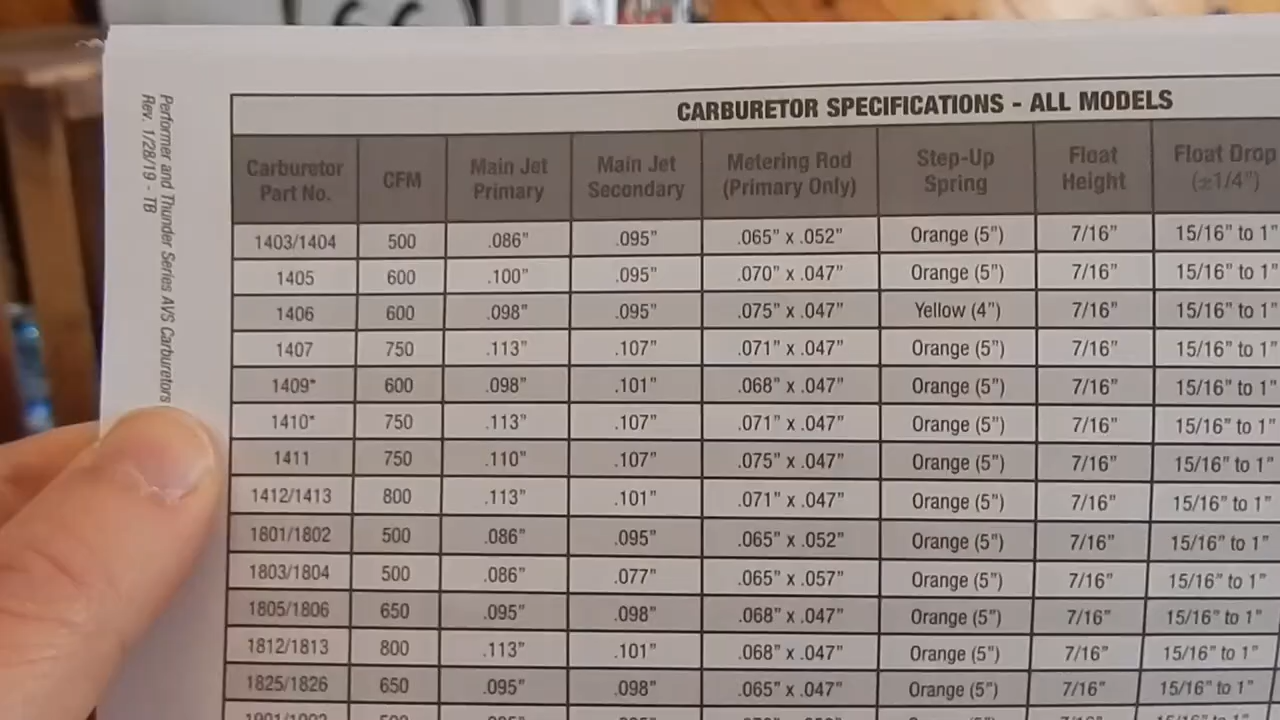 Performer and Thunder Series AVS Carburetors
Rev. 1/28/19 - TB
CARBURETOR SPECIFICATIONS - ALL MODELS
Carburetor Part No. CFM Main Jet Primary Main Jet Secondary Metering Rod (Primary Only) Step-Up Spring Float Height Float Drop (±1/4")
1403/1404 500 .086" .095" .065" x .052" Orange (5") 7/16" 15/16" to 1"
1405 600 .100" .095" .070" x .047" Orange (5") 7/16" 15/16" to 1"
1406 600 .098" .095" .075" x .047" Yellow (4") 7/16" 15/16" to 1"
1407 750 .113" .107" .071" x .047" Orange (5") 7/16" 15/16" to 1"
1409* 600 .098" .101" .068" x .047" Orange (5") 7/16" 15/16" to 1"
1410* 750 .113" .107" .071" x .047" Orange (5") 7/16" 15/16" to 1"
1411 750 .110" .107" .075" x .047" Orange (5") 7/16" 15/16" to 1"
1412/1413 800 .113" .101" .071" x .047" Orange (5") 7/16" 15/16" to 1"
1801/1802 500 .086" .095" .065" x .052" Orange (5") 7/16" 15/16" to 1"
1803/1804 500 .086" .077" .065" x .057" Orange (5") 7/16" 15/16" to 1"
1805/1806 650 .095" .098" .068" x .047" Orange (5") 7/16" 15/16" to 1"
1812/1813 800 .113" .101" .068" x .047" Orange (5") 7/16" 15/16" to 1"
1825/1826 650 .095" .098" .065" x .047" Orange (5") 7/16" 15/16" to 1"